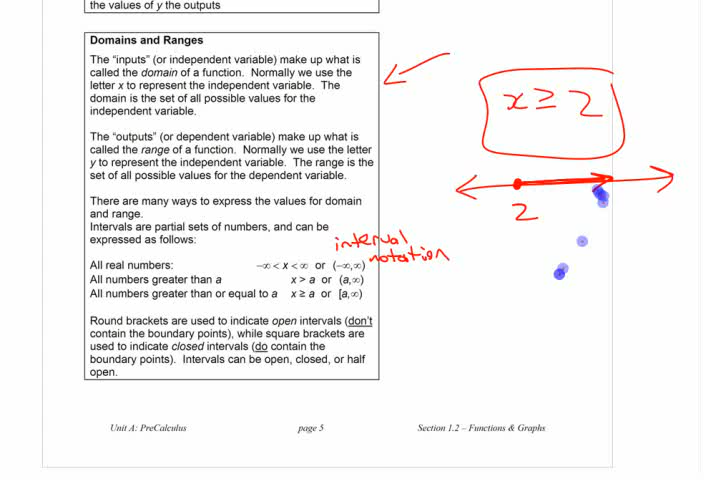 the values of y the outputs
Domains and Ranges
The “inputs” (or independent variable) make up what is
called the domain of a function. Normally we use the
letter x to represent the independent variable. The
domain is the set of all possible values for the
independent variable.
The “outputs” (or dependent variable) make up what is
called the range of a function. Normally we use the letter
y to represent the independent variable. The range is the
set of all possible values for the dependent variable.
There are many ways to express the values for domain
and range.
Intervals are partial sets of numbers, and can be
expressed as follows:
interval
notation
All real numbers: -∞ < x < ∞ or (-∞,∞)
All numbers greater than a x > a or (a,∞)
All numbers greater than or equal to a x ≥ a or [a,∞)
Round brackets are used to indicate open intervals (don't
contain the boundary points), while square brackets are
used to indicate closed intervals (do contain the
boundary points). Intervals can be open, closed, or half
open.
x ≥ 2
2
Unit A: PreCalculus page 5 Section 1.2 – Functions & Graphs